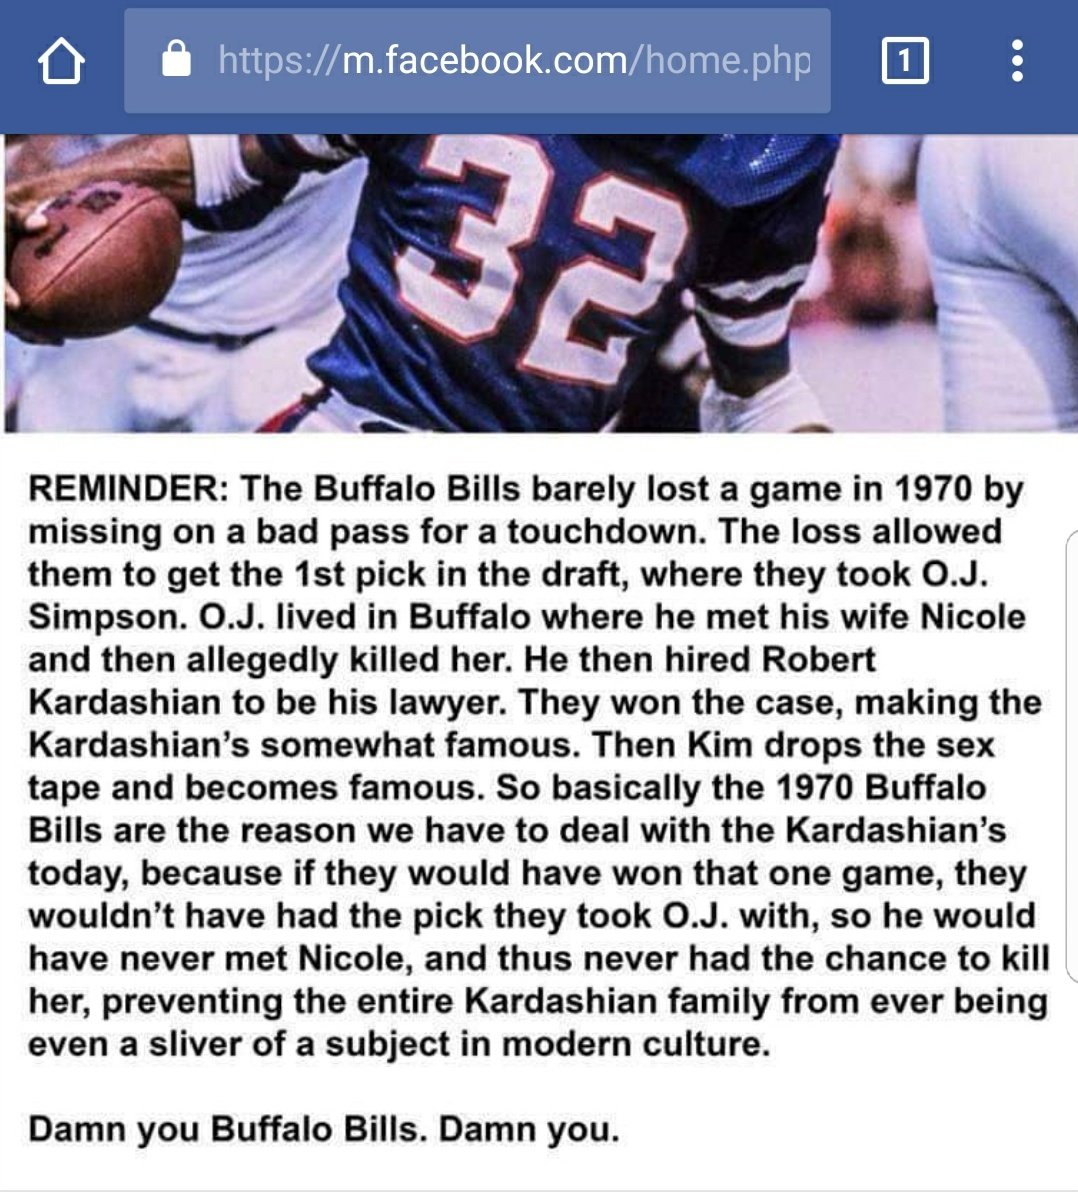 https://m.facebook.com/home.php
1
32
REMINDER: The Buffalo Bills barely lost a game in 1970 by
missing on a bad pass for a touchdown. The loss allowed
them to get the 1st pick in the draft, where they took O.J.
Simpson. O.J. lived in Buffalo where he met his wife Nicole
and then allegedly killed her. He then hired Robert
Kardashian to be his lawyer. They won the case, making the
Kardashian’s somewhat famous. Then Kim drops the sex
tape and becomes famous. So basically the 1970 Buffalo
Bills are the reason we have to deal with the Kardashian’s
today, because if they would have won that one game, they
wouldn’t have had the pick they took O.J. with, so he would
have never met Nicole, and thus never had the chance to kill
her, preventing the entire Kardashian family from ever being
even a sliver of a subject in modern culture.
Damn you Buffalo Bills. Damn you.